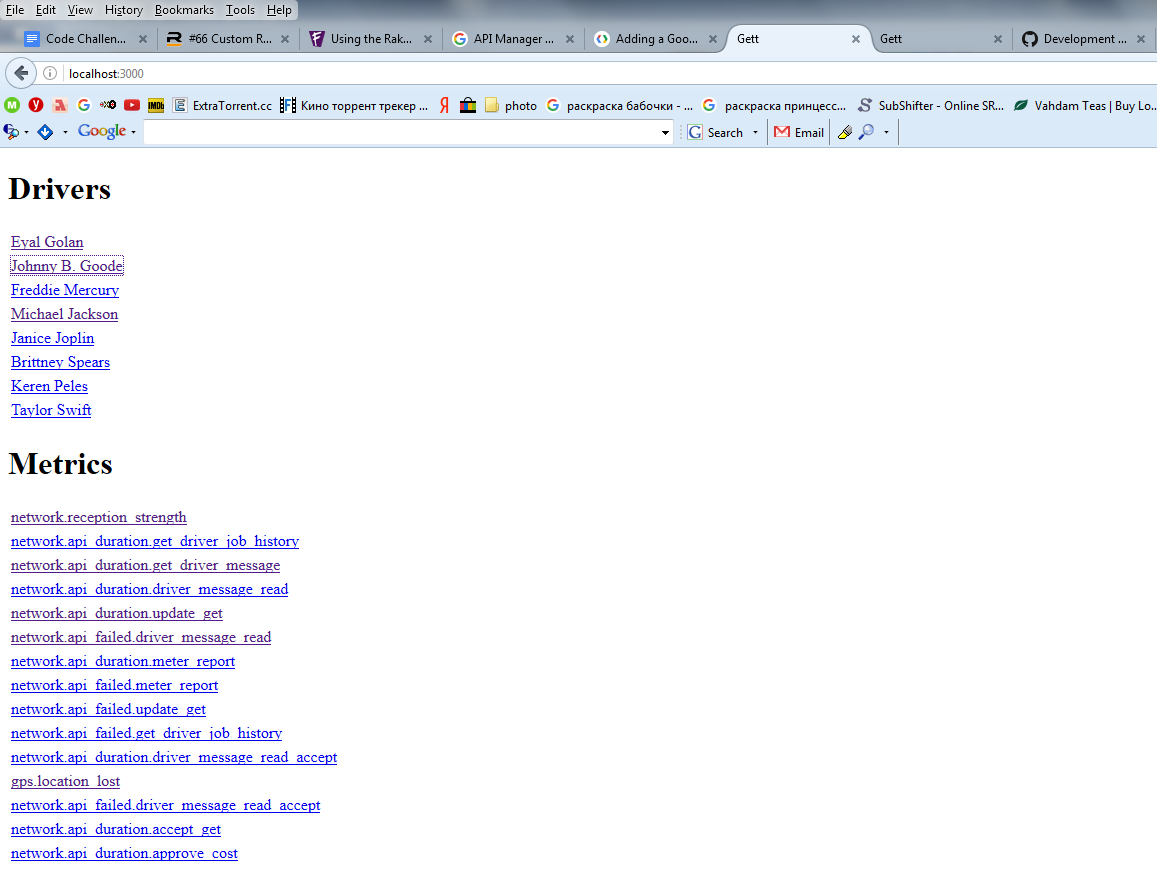 File Edit View History Bookmarks Tools Help
Code Challen... #66 Custom R... Using the Rak... API Manager ... Adding a Goo... Gett Gett Development ...
localhost:3000
ExtraTorrent.cc Кино торрент трекер ... photo раскраска бабочки - ... раскраска принцесс... SubShifter - Online SR... Vahdam Teas | Buy Lo...
Google Search Email
Drivers
Eyal Golan
Johnny B. Goode
Freddie Mercury
Michael Jackson
Janice Joplin
Brittney Spears
Keren Peles
Taylor Swift
Metrics
network.reception_strength
network.api_duration.get_driver_job_history
network.api_duration.get_driver_message
network.api_duration.driver_message_read
network.api_duration.update_get
network.api_failed.driver_message_read
network.api_duration.meter_report
network.api_failed.meter_report
network.api_failed.update_get
network.api_failed.get_driver_job_history
network.api_duration.driver_message_read_accept
gps.location_lost
network.api_failed.driver_message_read_accept
network.api_duration.accept_get
network.api_duration.approve_cost